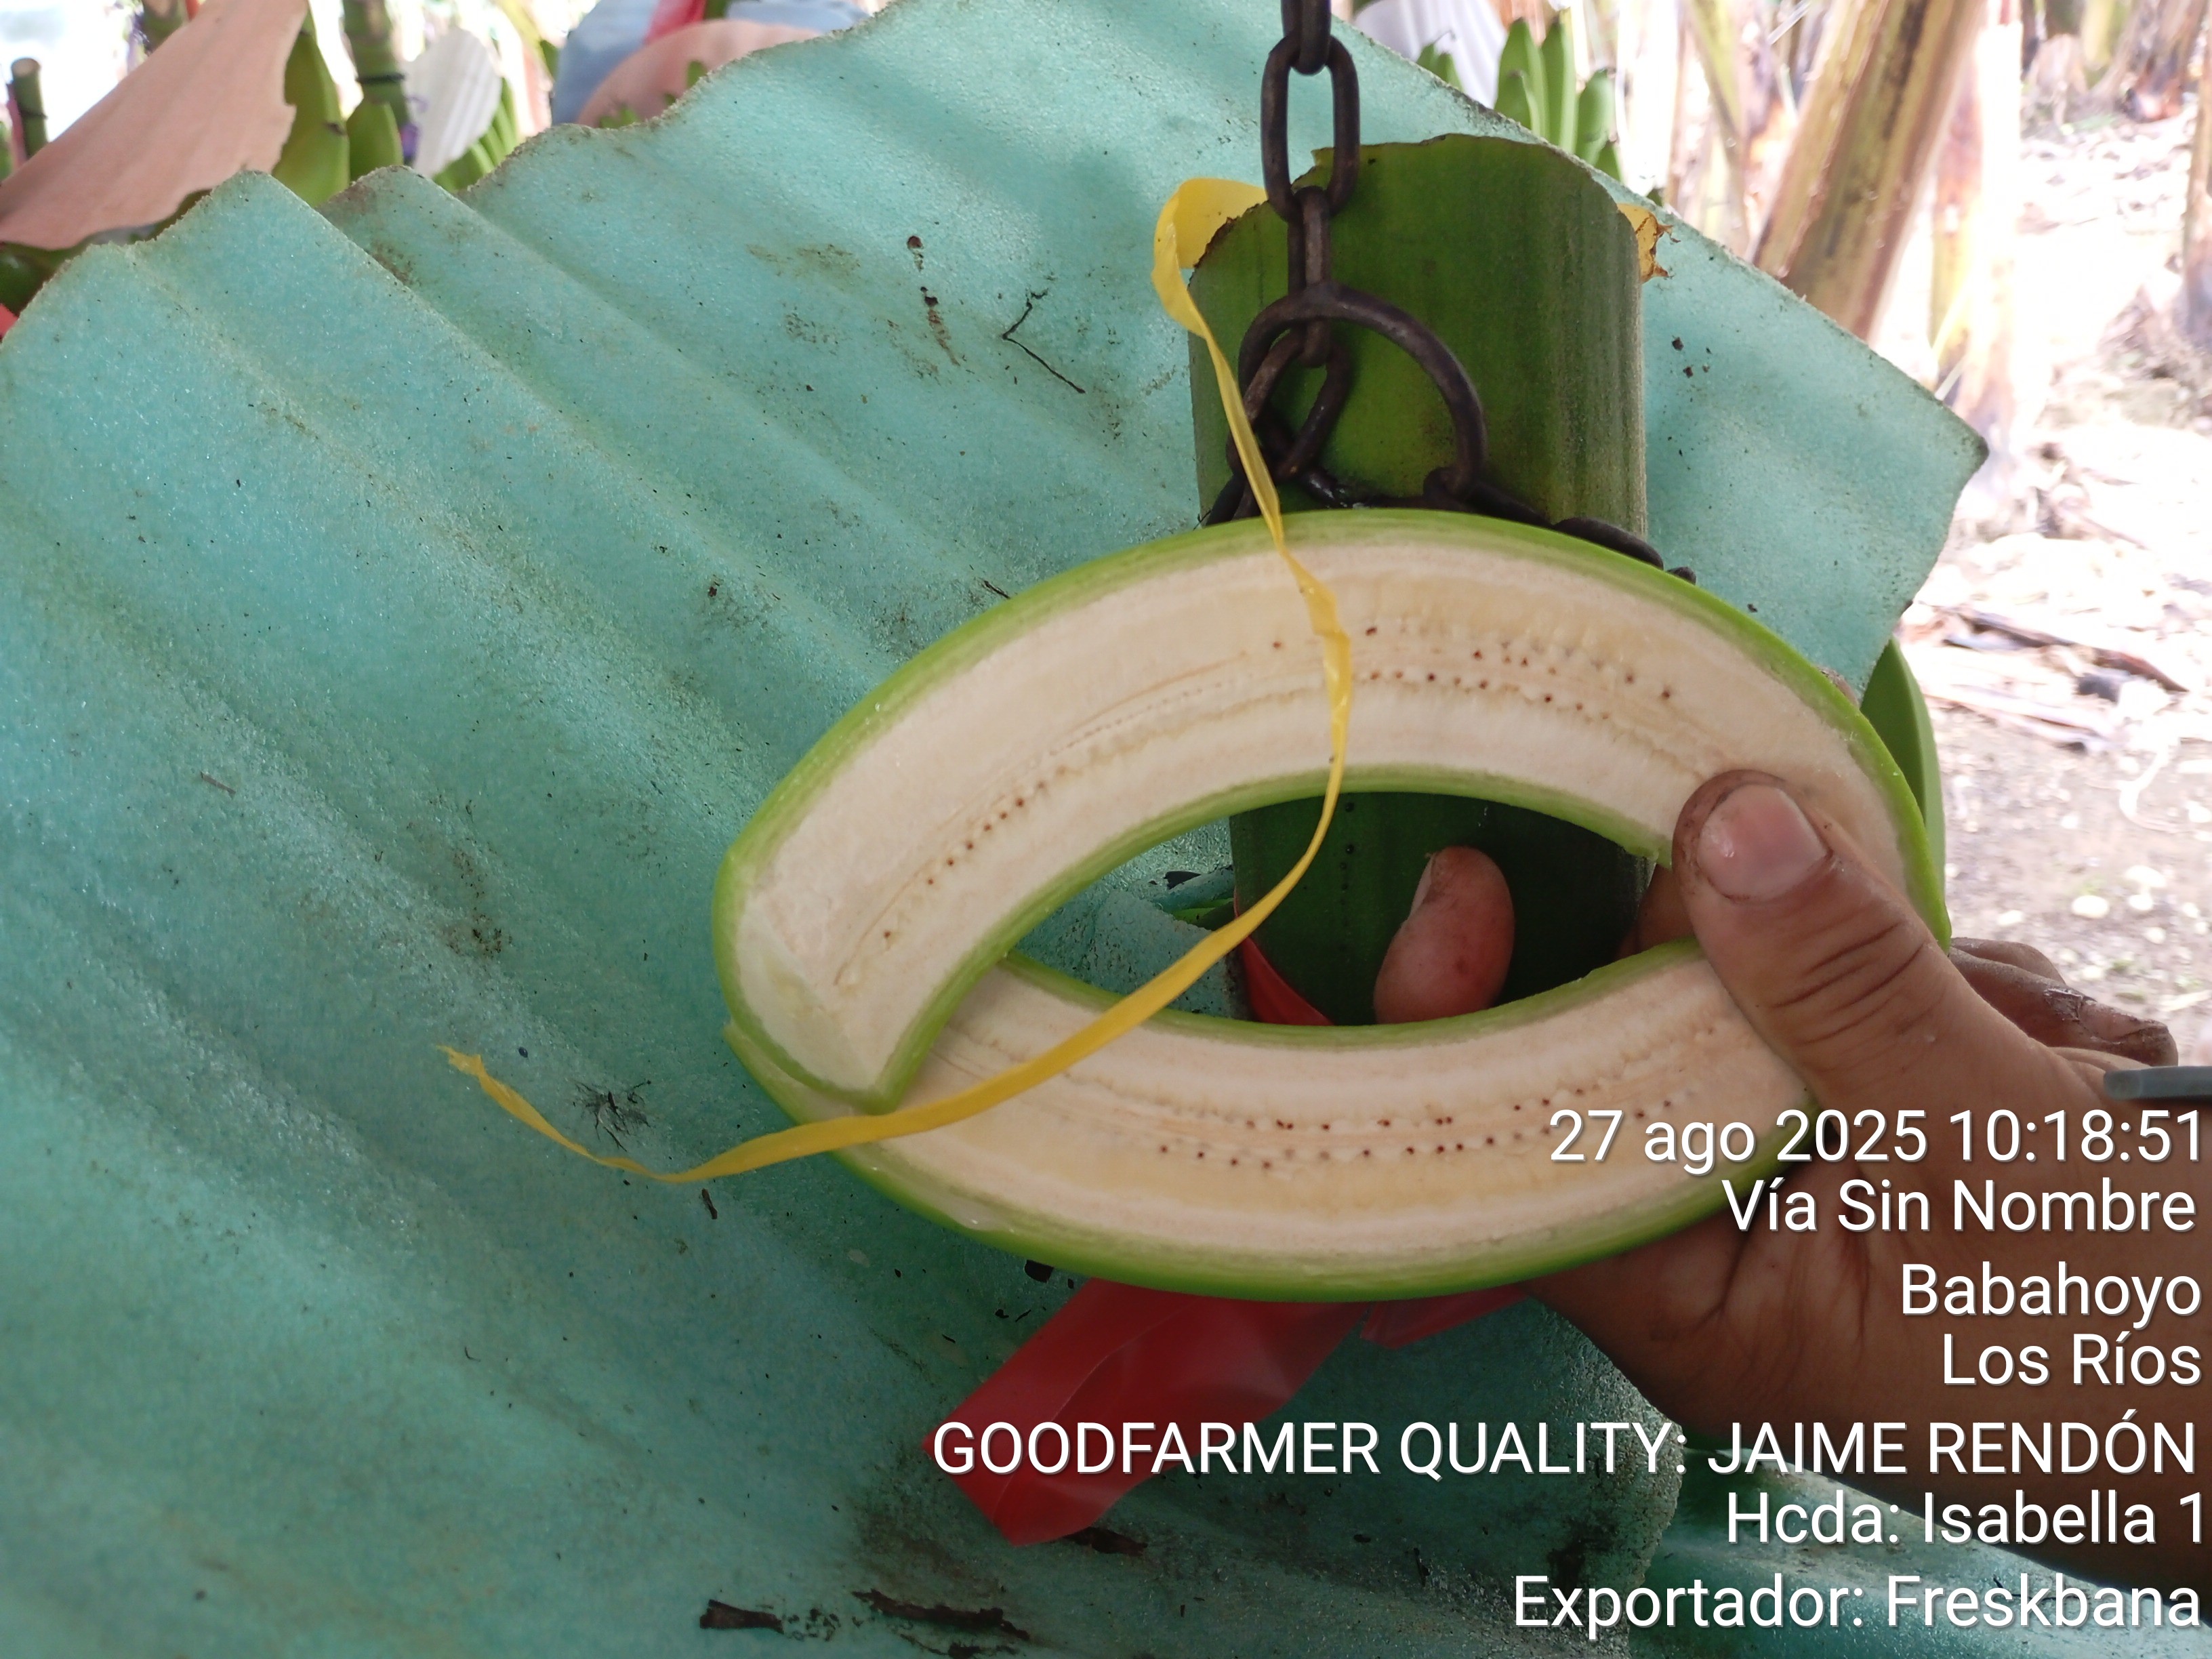 27 ago 2025 10:18:51
Vía Sin Nombre
Babahoyo
Los Ríos
GOODFARMER QUALITY: JAIME RENDÓN
Hcda: Isabella 1
Exportador: Freskbana